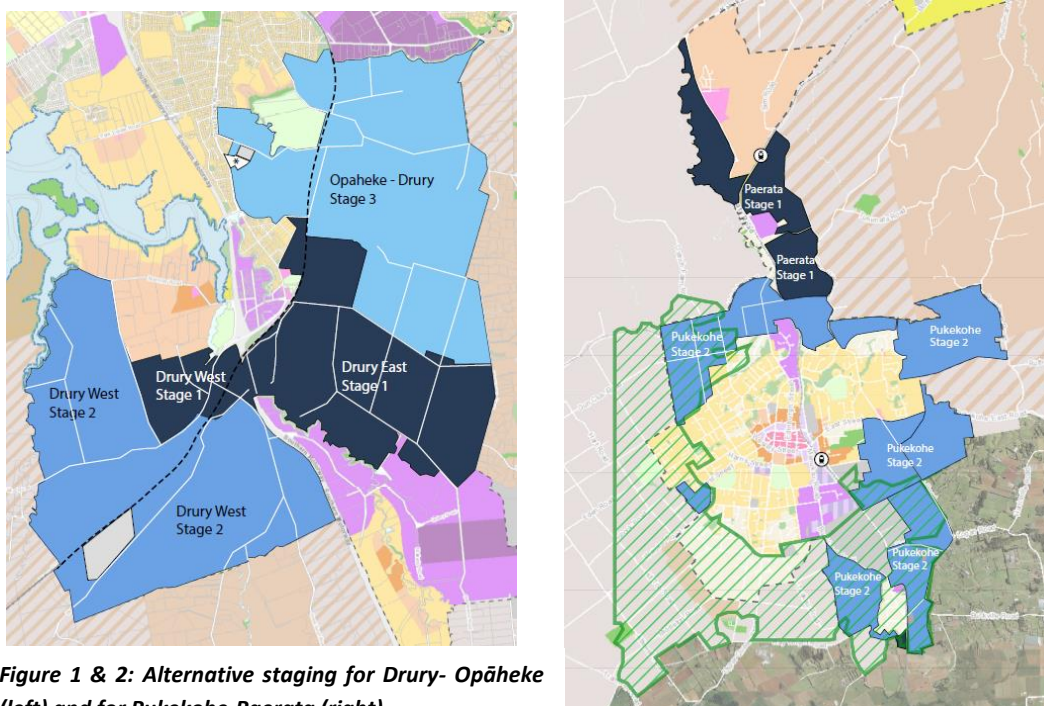 Opaheke - Drury
Stage 3
Drury West
Stage 1
Drury East
Stage 1
Drury West
Stage 2
Drury West
Stage 2
Paerata
Stage 1
Paerata
Stage 1
Pukekohe
Stage 2
Pukekohe
Stage 2
Pukekohe
Stage 2
Pukekohe
Stage 2
Pukekohe
Stage 2
Figure 1 & 2: Alternative staging for Drury- Opāheke
(left) and for Pukekohe-Paerata (right)